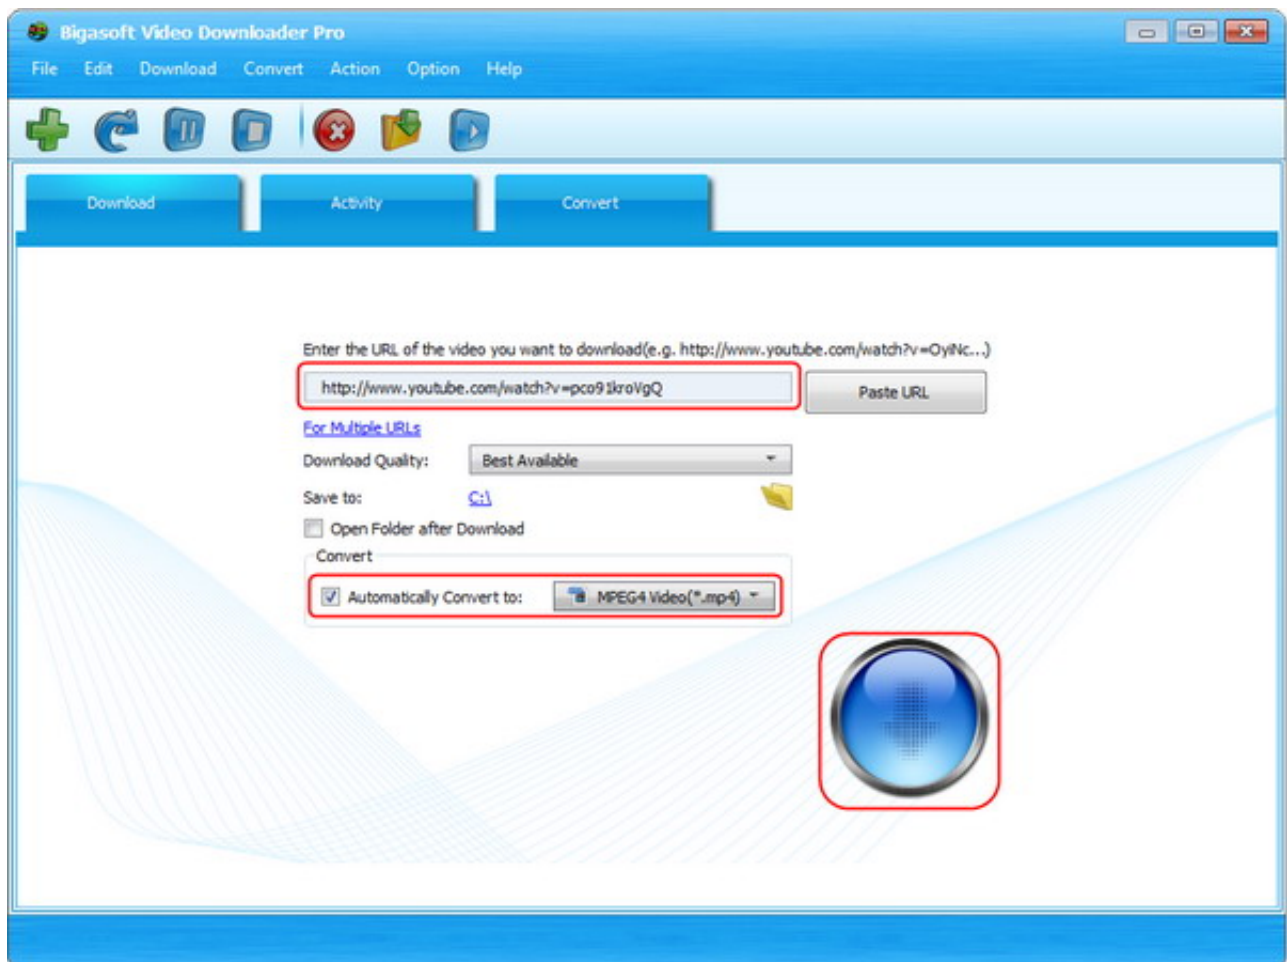 Bigasoft Video Downloader Pro
File Edit Download Convert Action Option Help
Download Activity Convert
Enter the URL of the video you want to download(e.g. http://www.youtube.com/watch?v=OyiNc...)
http://www.youtube.com/watch?v=pco91kroVgQ Paste URL
For Multiple URLs
Download Quality: Best Available
Save to: C:\
Open Folder after Download
Convert
Automatically Convert to: MPEG4 Video(*.mp4)